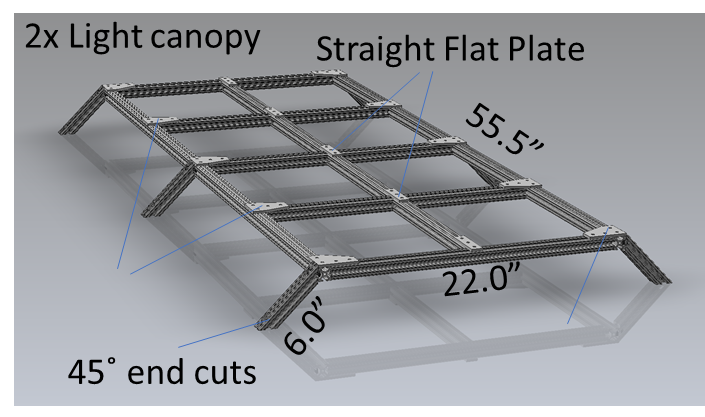 2x Light canopy
Straight Flat Plate
55.5”
22.0”
6.0”
45˚ end cuts